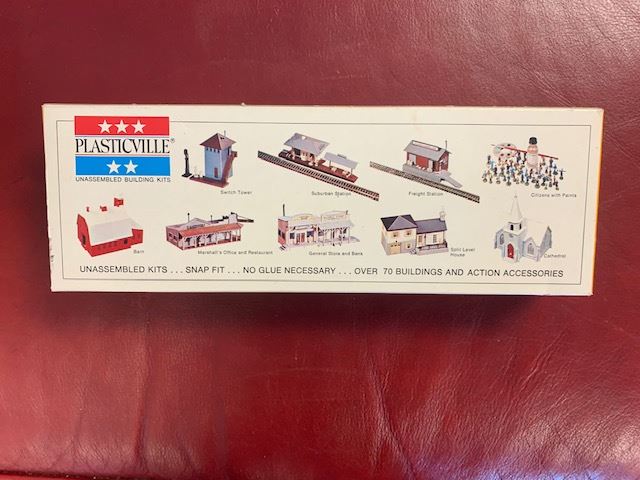 PLASTICVILLE®
UNASSEMBLED BUILDING KITS
Switch Tower
Suburban Station
Freight Station
Citizens with Paints
Barn
Marshall's Office and Restaurant
General Store and Bank
Split Level
House
Cathedral
UNASSEMBLED KITS . . . SNAP FIT . . . NO GLUE NECESSARY . . . OVER 70 BUILDINGS AND ACTION ACCESSORIES